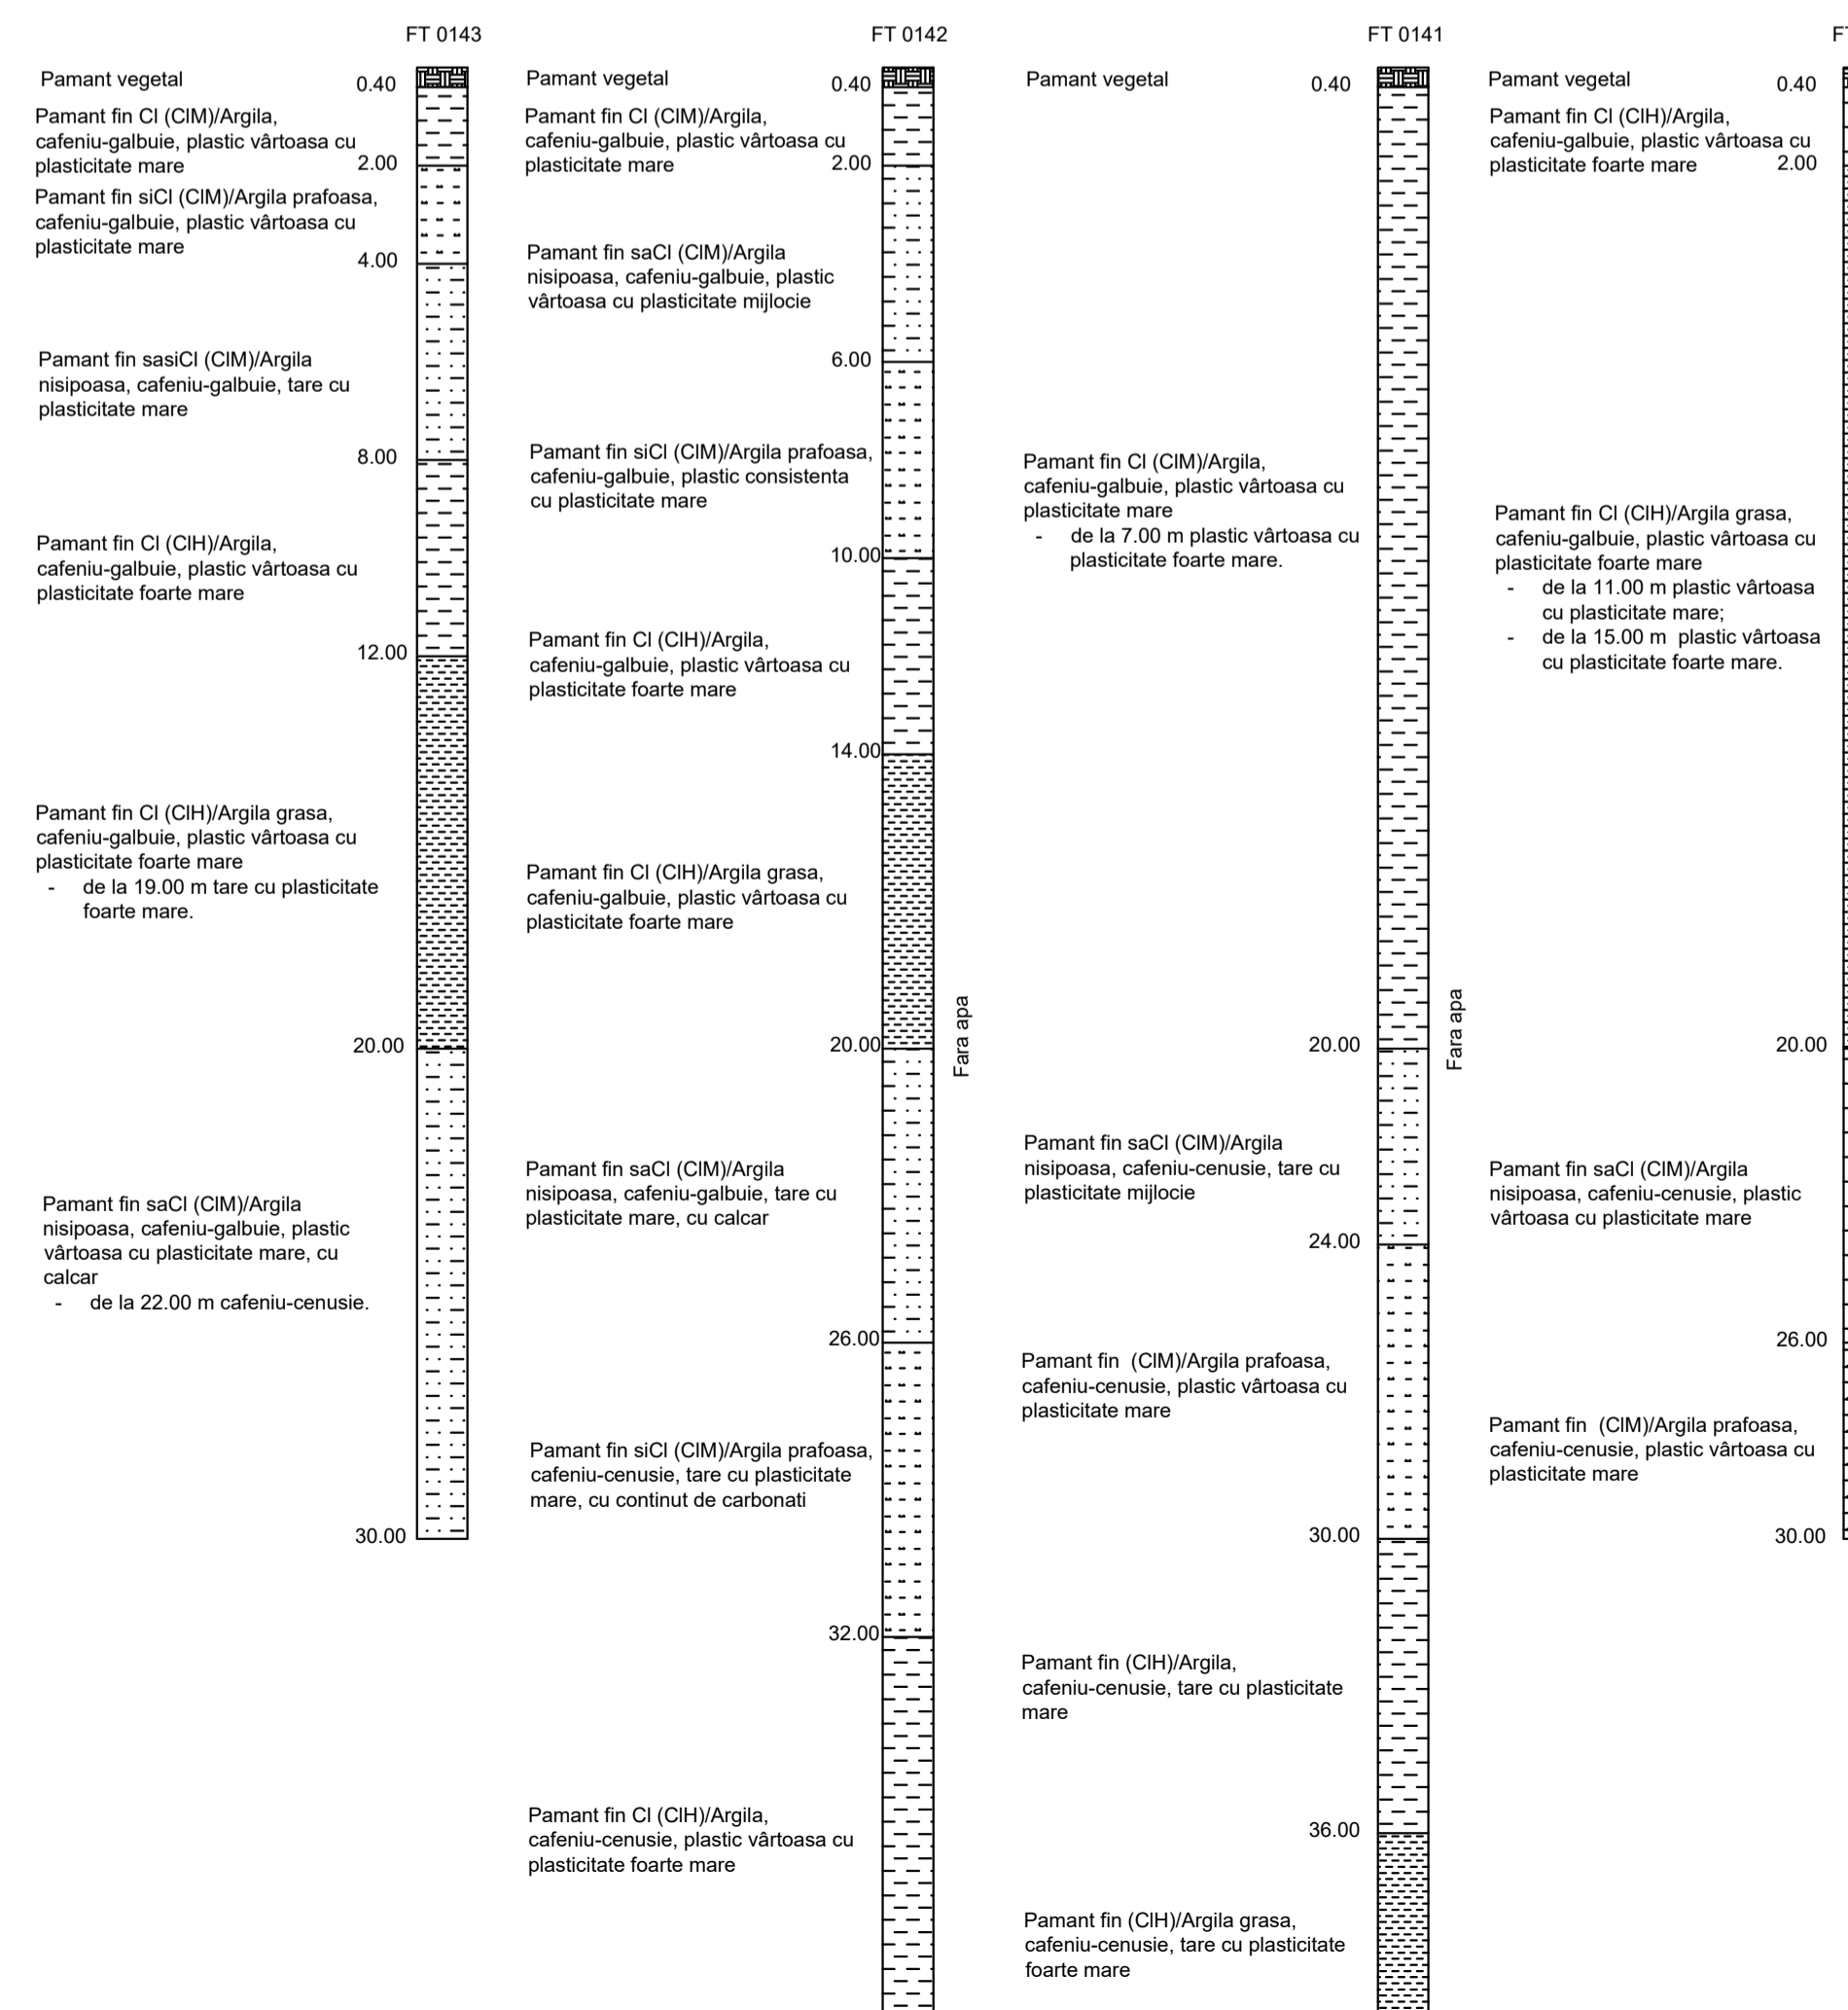 FT 0143
Pamant vegetal
0.40
Pamant fin Cl (ClM)/Argila,
cafeniu-galbuie, plastic vârtoasa cu
plasticitate mare
2.00
Pamant fin siCl (ClM)/Argila prafoasa,
cafeniu-galbuie, plastic vârtoasa cu
plasticitate mare
4.00
Pamant fin sasiCl (ClM)/Argila
nisipoasa, cafeniu-galbuie, tare cu
plasticitate mare
8.00
Pamant fin Cl (ClH)/Argila,
cafeniu-galbuie, plastic vârtoasa cu
plasticitate foarte mare
12.00
Pamant fin Cl (ClH)/Argila grasa,
cafeniu-galbuie, plastic vârtoasa cu
plasticitate foarte mare
- de la 19.00 m tare cu plasticitate
foarte mare.
20.00
Pamant fin saCl (ClM)/Argila
nisipoasa, cafeniu-galbuie, plastic
vârtoasa cu plasticitate mare, cu
calcar
- de la 22.00 m cafeniu-cenusie.
30.00
FT 0142
Pamant vegetal
0.40
Pamant fin Cl (ClM)/Argila,
cafeniu-galbuie, plastic vârtoasa cu
plasticitate mare
2.00
Pamant fin saCl (ClM)/Argila
nisipoasa, cafeniu-galbuie, plastic
vârtoasa cu plasticitate mijlocie
6.00
Pamant fin siCl (ClM)/Argila prafoasa,
cafeniu-galbuie, plastic consistenta
cu plasticitate mare
10.00
Pamant fin Cl (ClH)/Argila,
cafeniu-galbuie, plastic vârtoasa cu
plasticitate foarte mare
14.00
Pamant fin Cl (ClH)/Argila grasa,
cafeniu-galbuie, plastic vârtoasa cu
plasticitate foarte mare
20.00
Fara apa
Pamant fin saCl (ClM)/Argila
nisipoasa, cafeniu-galbuie, tare cu
plasticitate mare, cu calcar
26.00
Pamant fin siCl (ClM)/Argila prafoasa,
cafeniu-cenusie, tare cu plasticitate
mare, cu continut de carbonati
32.00
Pamant fin Cl (ClH)/Argila,
cafeniu-cenusie, plastic vârtoasa cu
plasticitate foarte mare
FT 0141
Pamant vegetal
0.40
Pamant fin Cl (ClM)/Argila,
cafeniu-galbuie, plastic vârtoasa cu
plasticitate mare
- de la 7.00 m plastic vârtoasa cu
plasticitate foarte mare.
20.00
Fara apa
Pamant fin saCl (ClM)/Argila
nisipoasa, cafeniu-cenusie, tare cu
plasticitate mijlocie
24.00
Pamant fin (ClM)/Argila prafoasa,
cafeniu-cenusie, plastic vârtoasa cu
plasticitate mare
30.00
Pamant fin (ClH)/Argila,
cafeniu-cenusie, tare cu plasticitate
mare
36.00
Pamant fin (ClH)/Argila grasa,
cafeniu-cenusie, tare cu plasticitate
foarte mare
Pamant vegetal
0.40
Pamant fin Cl (ClH)/Argila,
cafeniu-galbuie, plastic vârtoasa cu
plasticitate foarte mare
2.00
Pamant fin Cl (ClH)/Argila grasa,
cafeniu-galbuie, plastic vârtoasa cu
plasticitate foarte mare
- de la 11.00 m plastic vârtoasa
cu plasticitate mare;
- de la 15.00 m plastic vârtoasa
cu plasticitate foarte mare.
20.00
Pamant fin saCl (ClM)/Argila
nisipoasa, cafeniu-cenusie, plastic
vârtoasa cu plasticitate mare
26.00
Pamant fin (ClM)/Argila prafoasa,
cafeniu-cenusie, plastic vârtoasa cu
plasticitate mare
30.00